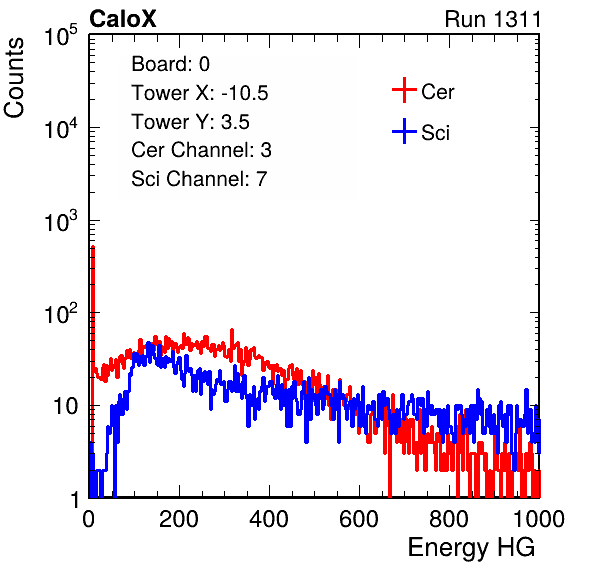 CaloX Run 1311
Counts
Board: 0
Tower X: -10.5
Tower Y: 3.5
Cer Channel: 3
Sci Channel: 7
Cer
Sci
10^5
10^4
10^3
10^2
10
1
0 200 400 600 800 1000
Energy HG